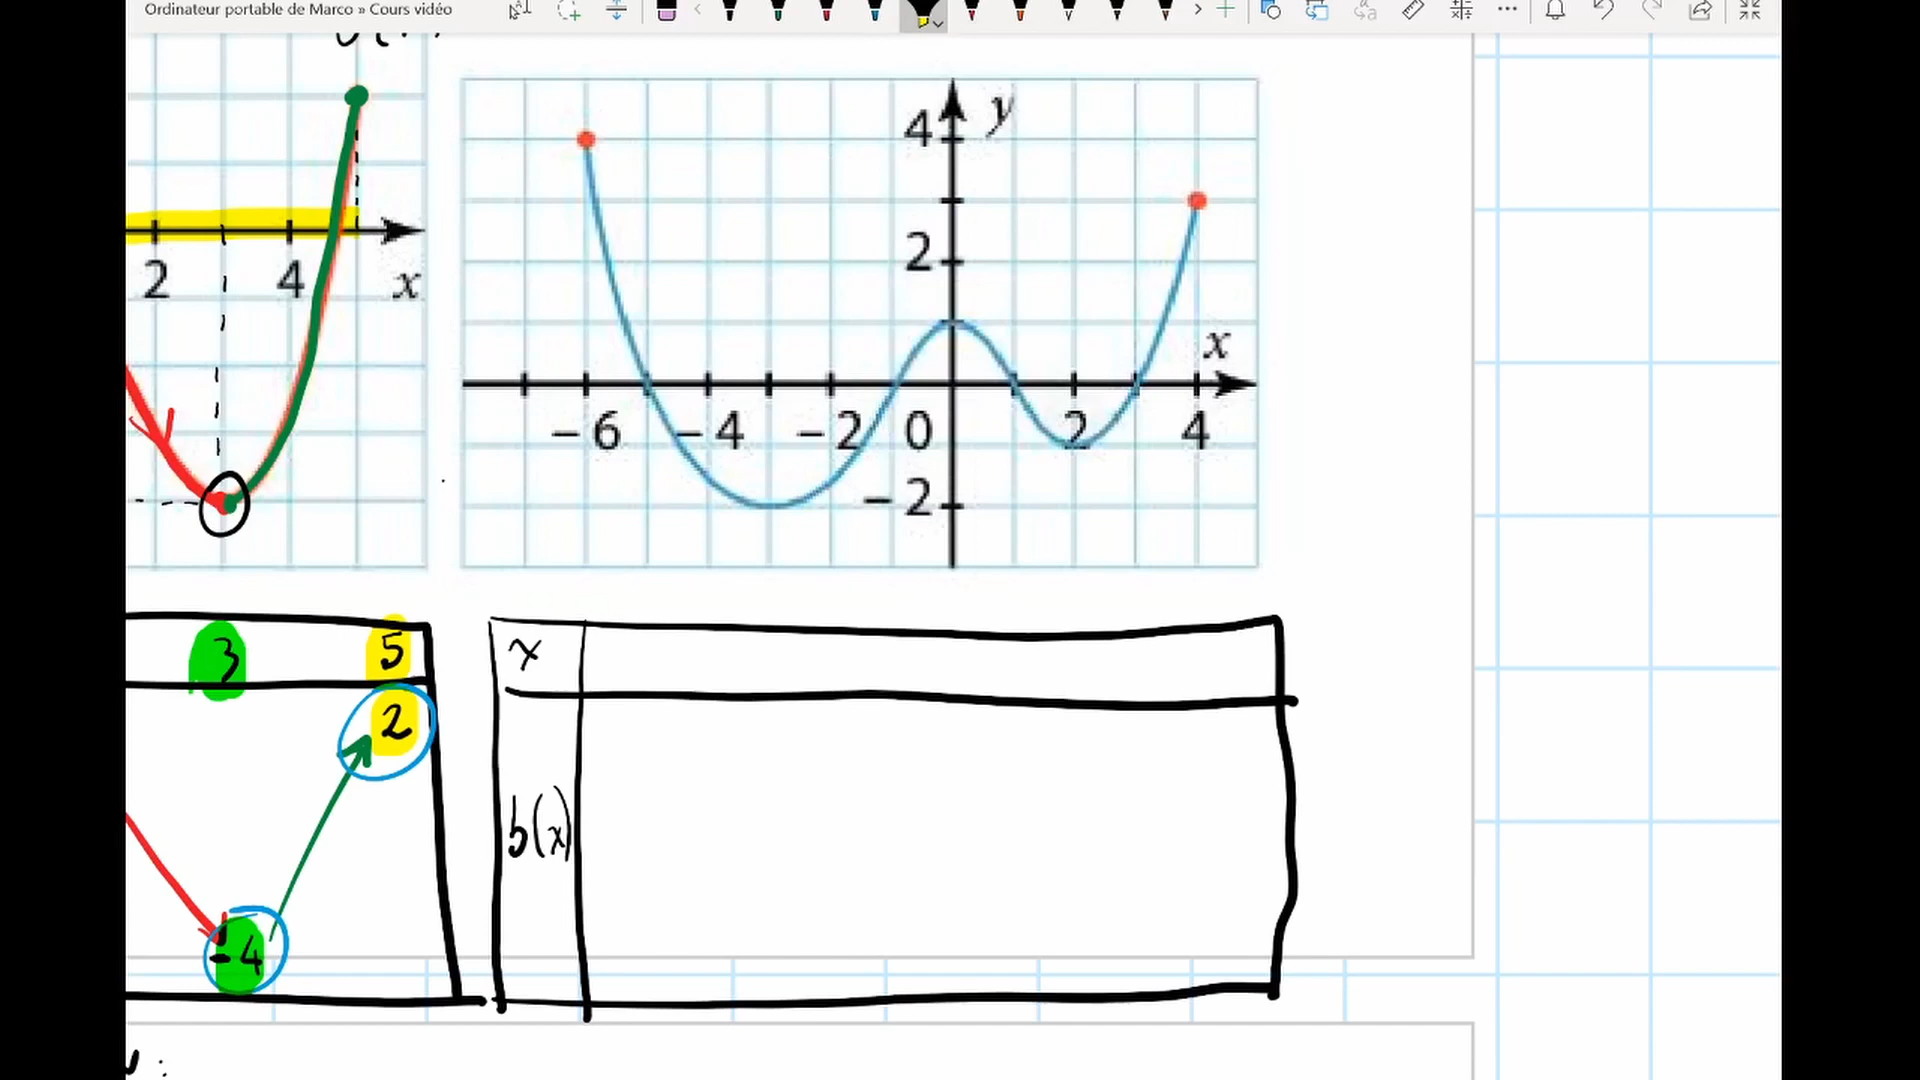 Ordinateur portable de Marco » Cours vidéo
4 y
2
x
2 4 x
-6 -4 -2 0 2 4
-2
3 5
x
2
b(x)
-4